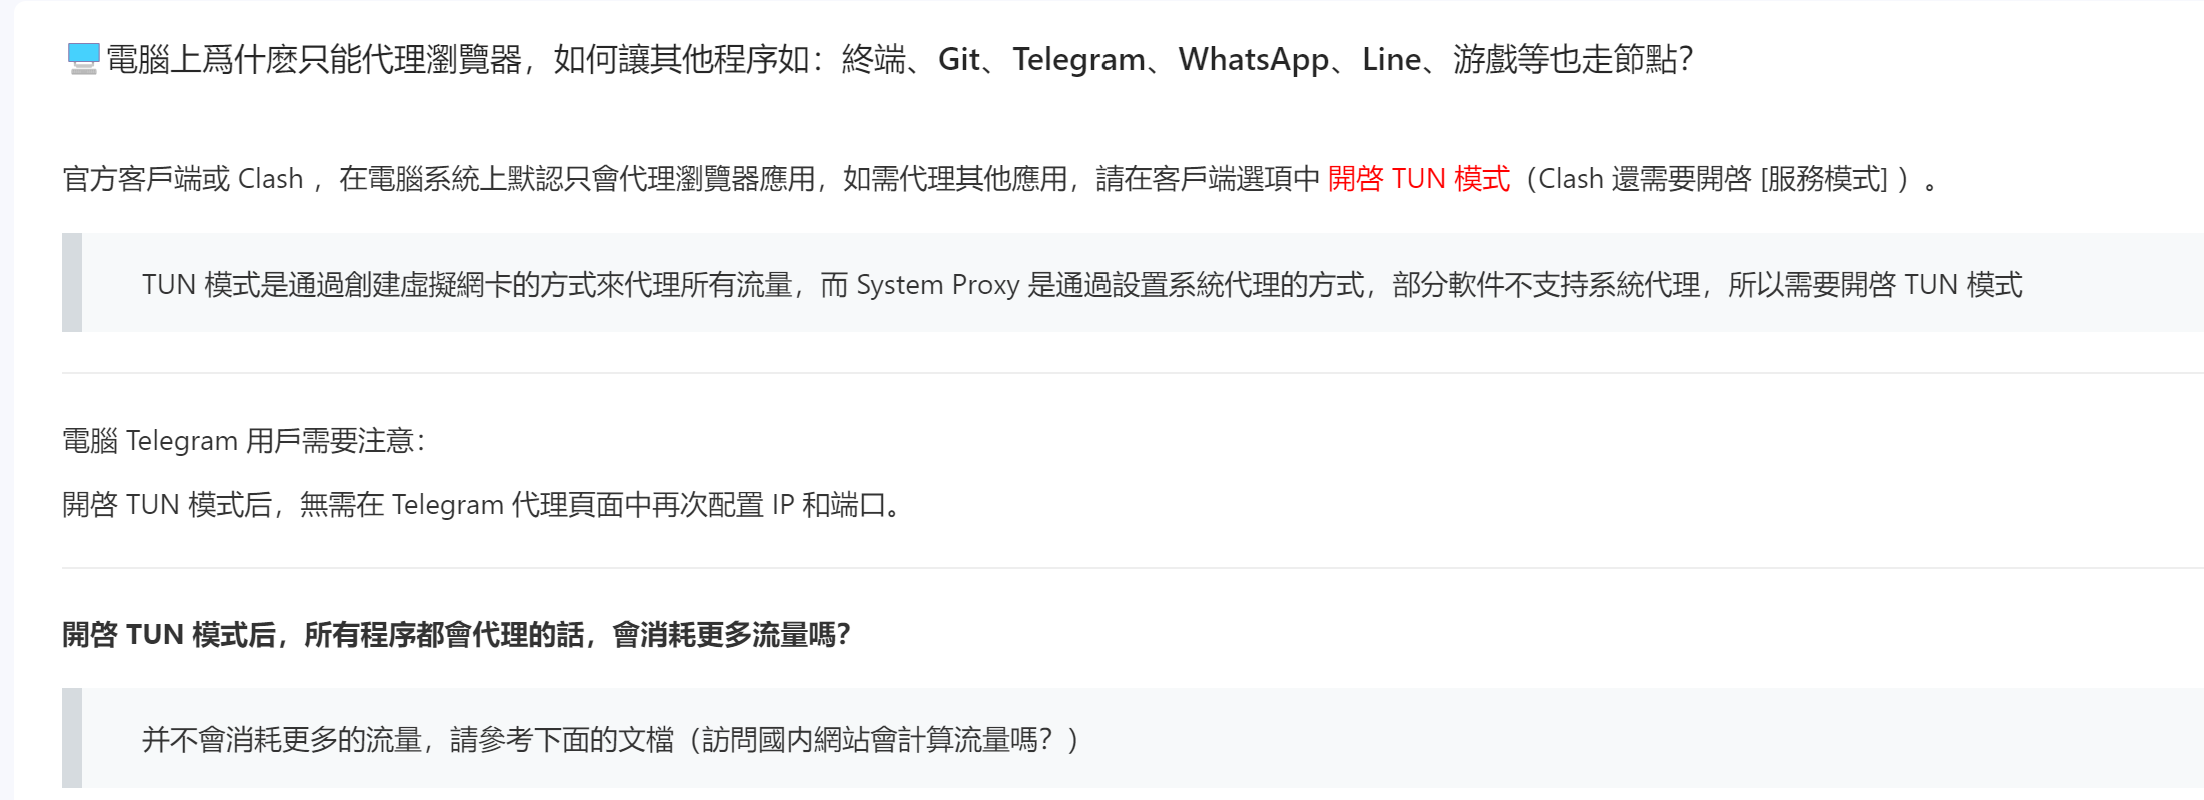 電腦上爲什麽只能代理瀏覽器，如何讓其他程序如：終端、Git、Telegram、WhatsApp、Line、游戲等也走節點？
官方客戶端或 Clash ，在電腦系統上默認只會代理瀏覽器應用，如需代理其他應用，請在客戶端選項中 開啓 TUN 模式（Clash 還需要開啓 [服務模式] ）。
TUN 模式是通過創建虛擬網卡的方式來代理所有流量，而 System Proxy 是通過設置系統代理的方式，部分軟件不支持系統代理，所以需要開啓 TUN 模式
電腦 Telegram 用戶需要注意：
開啓 TUN 模式后，無需在 Telegram 代理頁面中再次配置 IP 和端口。
開啓 TUN 模式后，所有程序都會代理的話，會消耗更多流量嗎？
并不會消耗更多的流量，請參考下面的文檔（訪問國内網站會計算流量嗎？）